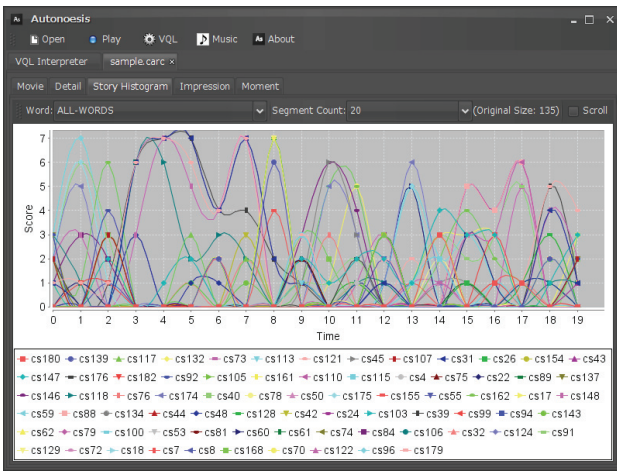 Autonoesis
Open Play VQL Music As About
VQL Interpreter sample.carc ×
Movie Detail Story Histogram Impression Moment
Word: ALL-WORDS Segment Count: 20 (Original Size: 135) Scroll
7
6
5
4
3
2
1
0
Score
0 1 2 3 4 5 6 7 8 9 10 11 12 13 14 15 16 17 18 19
Time
cs180 cs139 cs117 cs132 cs73 cs113 cs121 cs45 cs107 cs31 cs26 cs154 cs43
cs147 cs176 cs182 cs92 cs105 cs161 cs110 cs115 cs4 cs75 cs22 cs89 cs137
cs146 cs118 cs76 cs174 cs40 cs78 cs50 cs175 cs155 cs55 cs162 cs17 cs148
cs59 cs88 cs134 cs44 cs48 cs128 cs42 cs24 cs103 cs39 cs99 cs94 cs143
cs62 cs79 cs100 cs53 cs81 cs60 cs61 cs74 cs84 cs106 cs32 cs124 cs91
cs129 cs72 cs18 cs7 cs8 cs168 cs70 cs122 cs96 cs179